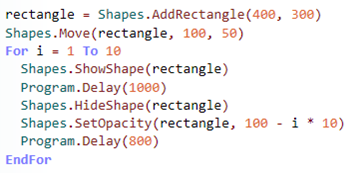 rectangle = Shapes.AddRectangle(400, 300)
Shapes.Move(rectangle, 100, 50)
For i = 1 To 10
  Shapes.ShowShape(rectangle)
  Program.Delay(1000)
  Shapes.HideShape(rectangle)
  Shapes.SetOpacity(rectangle, 100 - i * 10)
  Program.Delay(800)
EndFor